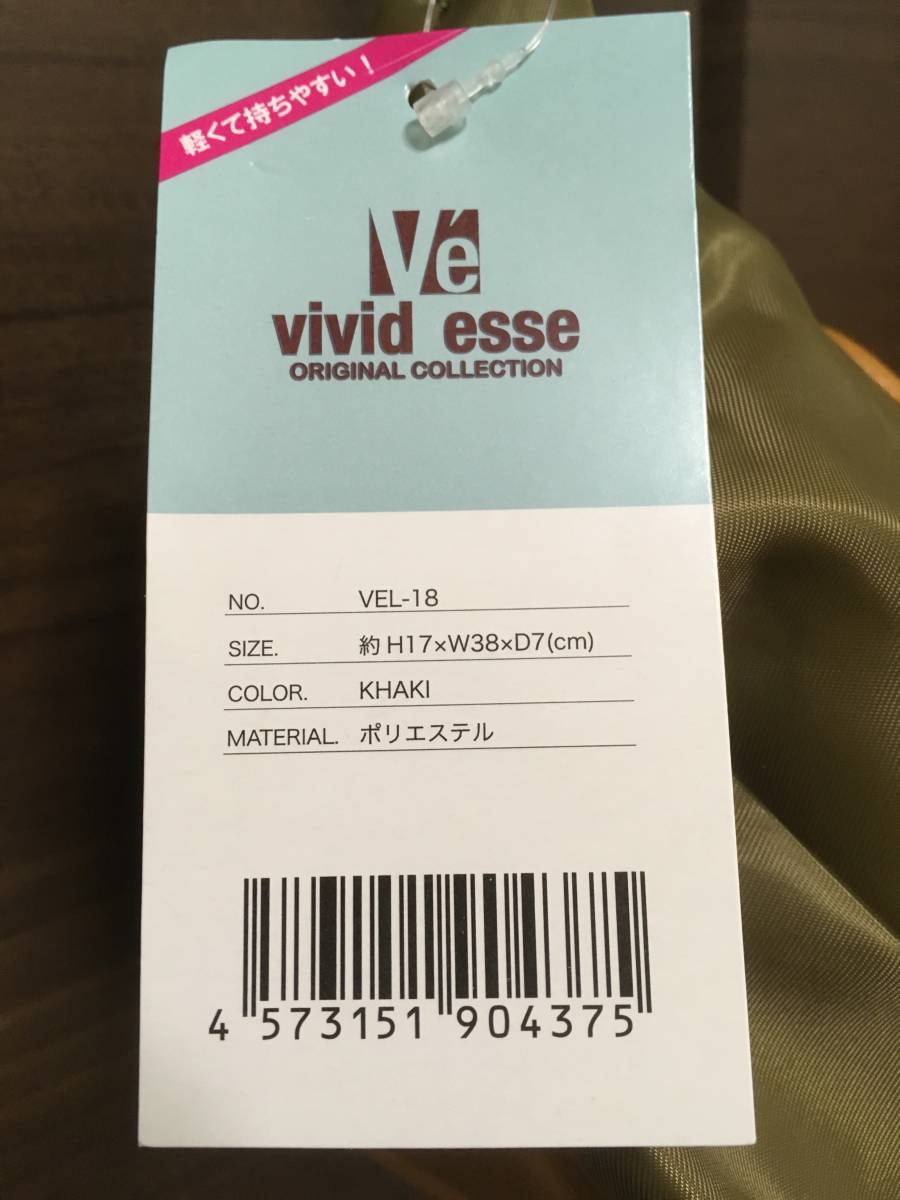 軽くて持ちやすい！
Ve
vivid esse
ORIGINAL COLLECTION
NO. VEL-18
SIZE. 約 H17×W38×D7(cm)
COLOR. KHAKI
MATERIAL. ポリエステル
4 573151 904375